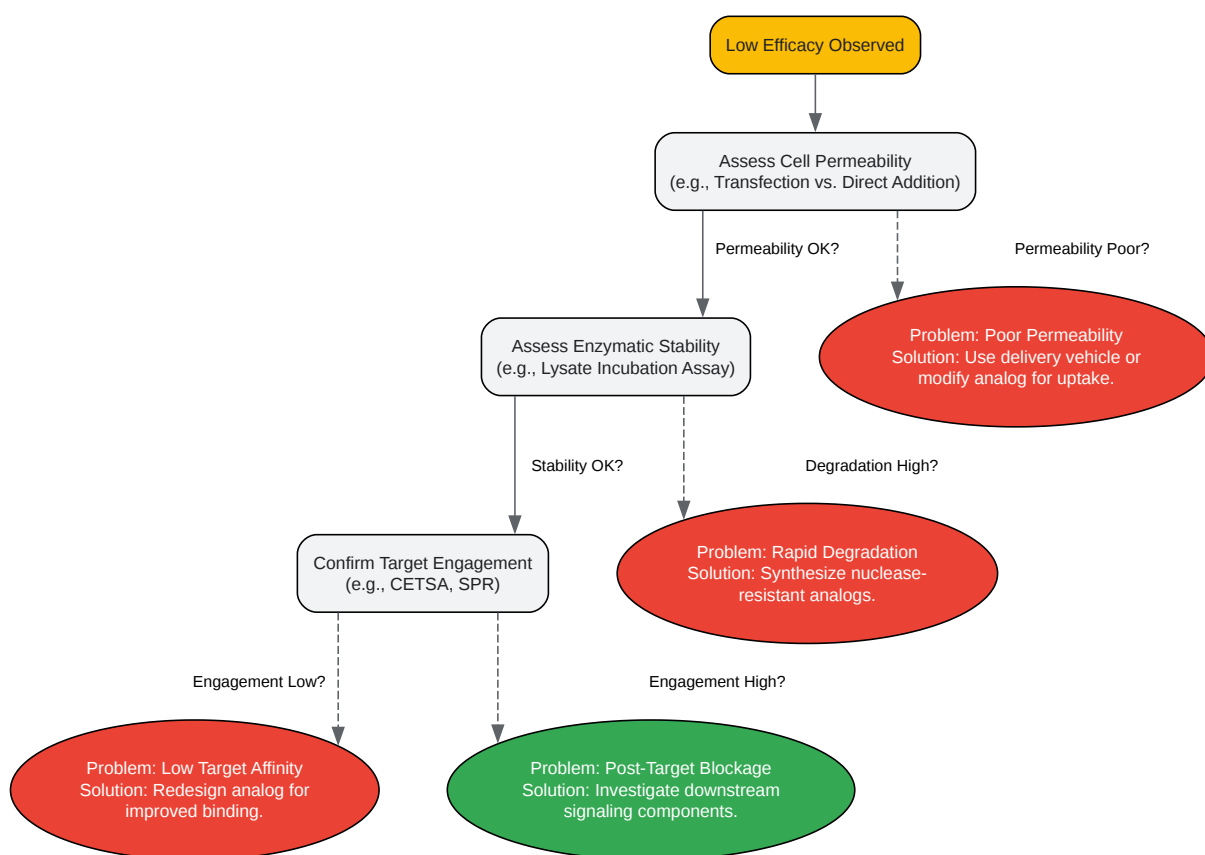 Low Efficacy Observed
Assess Cell Permeability
(e.g., Transfection vs. Direct Addition)
Permeability OK?
Permeability Poor?
Problem: Poor Permeability
Solution: Use delivery vehicle or
modify analog for uptake.
Assess Enzymatic Stability
(e.g., Lysate Incubation Assay)
Stability OK?
Degradation High?
Problem: Rapid Degradation
Solution: Synthesize nuclease-
resistant analogs.
Confirm Target Engagement
(e.g., CETSA, SPR)
Engagement Low?
Engagement High?
Problem: Low Target Affinity
Solution: Redesign analog for
improved binding.
Problem: Post-Target Blockage
Solution: Investigate downstream
signaling components.